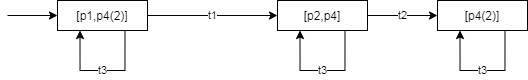 [p1,p4(2)]
t1
[p2,p4]
t2
[p4(2)]
t3
t3
t3